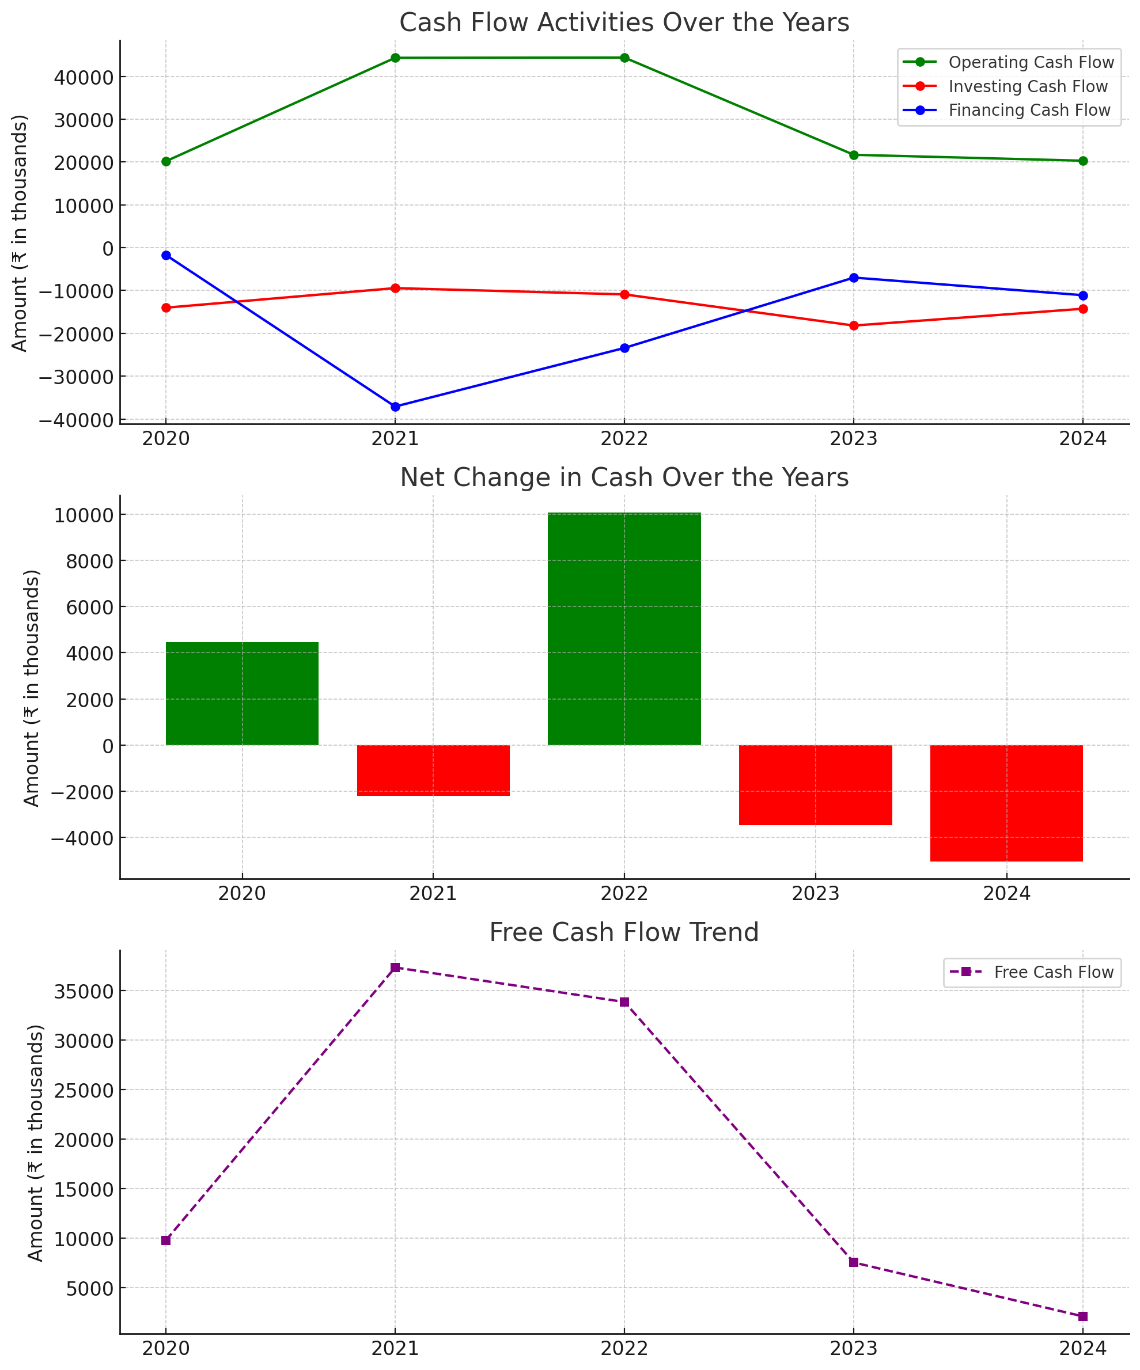 Cash Flow Activities Over the Years
Operating Cash Flow
Investing Cash Flow
Financing Cash Flow
Amount (₹ in thousands)
40000
30000
20000
10000
0
−10000
−20000
−30000
−40000
2020 2021 2022 2023 2024
Net Change in Cash Over the Years
Amount (₹ in thousands)
10000
8000
6000
4000
2000
0
−2000
−4000
2020 2021 2022 2023 2024
Free Cash Flow Trend
Free Cash Flow
Amount (₹ in thousands)
35000
30000
25000
20000
15000
10000
5000
2020 2021 2022 2023 2024